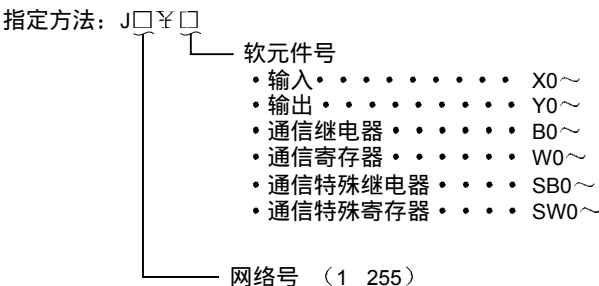 指定方法：J□¥□
软元件号
•输入• • • • • • • • • X0～
•输出• • • • • • • • • Y0～
•通信继电器• • • • • • B0～
•通信寄存器• • • • • • W0～
•通信特殊继电器• • • • SB0～
•通信特殊寄存器• • • • SW0～
网络号 （1 255）